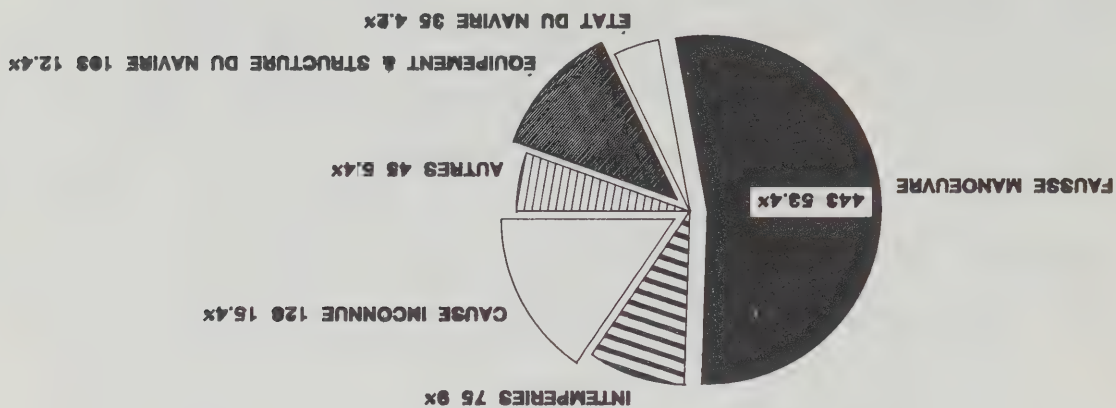 INTEMPERIES 75 9%
CAUSE INCONNUE 128 15.4%
FAUSSE MANOEUVRE
443 53.4%
AUTRES 45 5.4%
ÉQUIPEMENT & STRUCTURE DU NAVIRE 103 12.4%
ÉTAT DU NAVIRE 35 4.2%